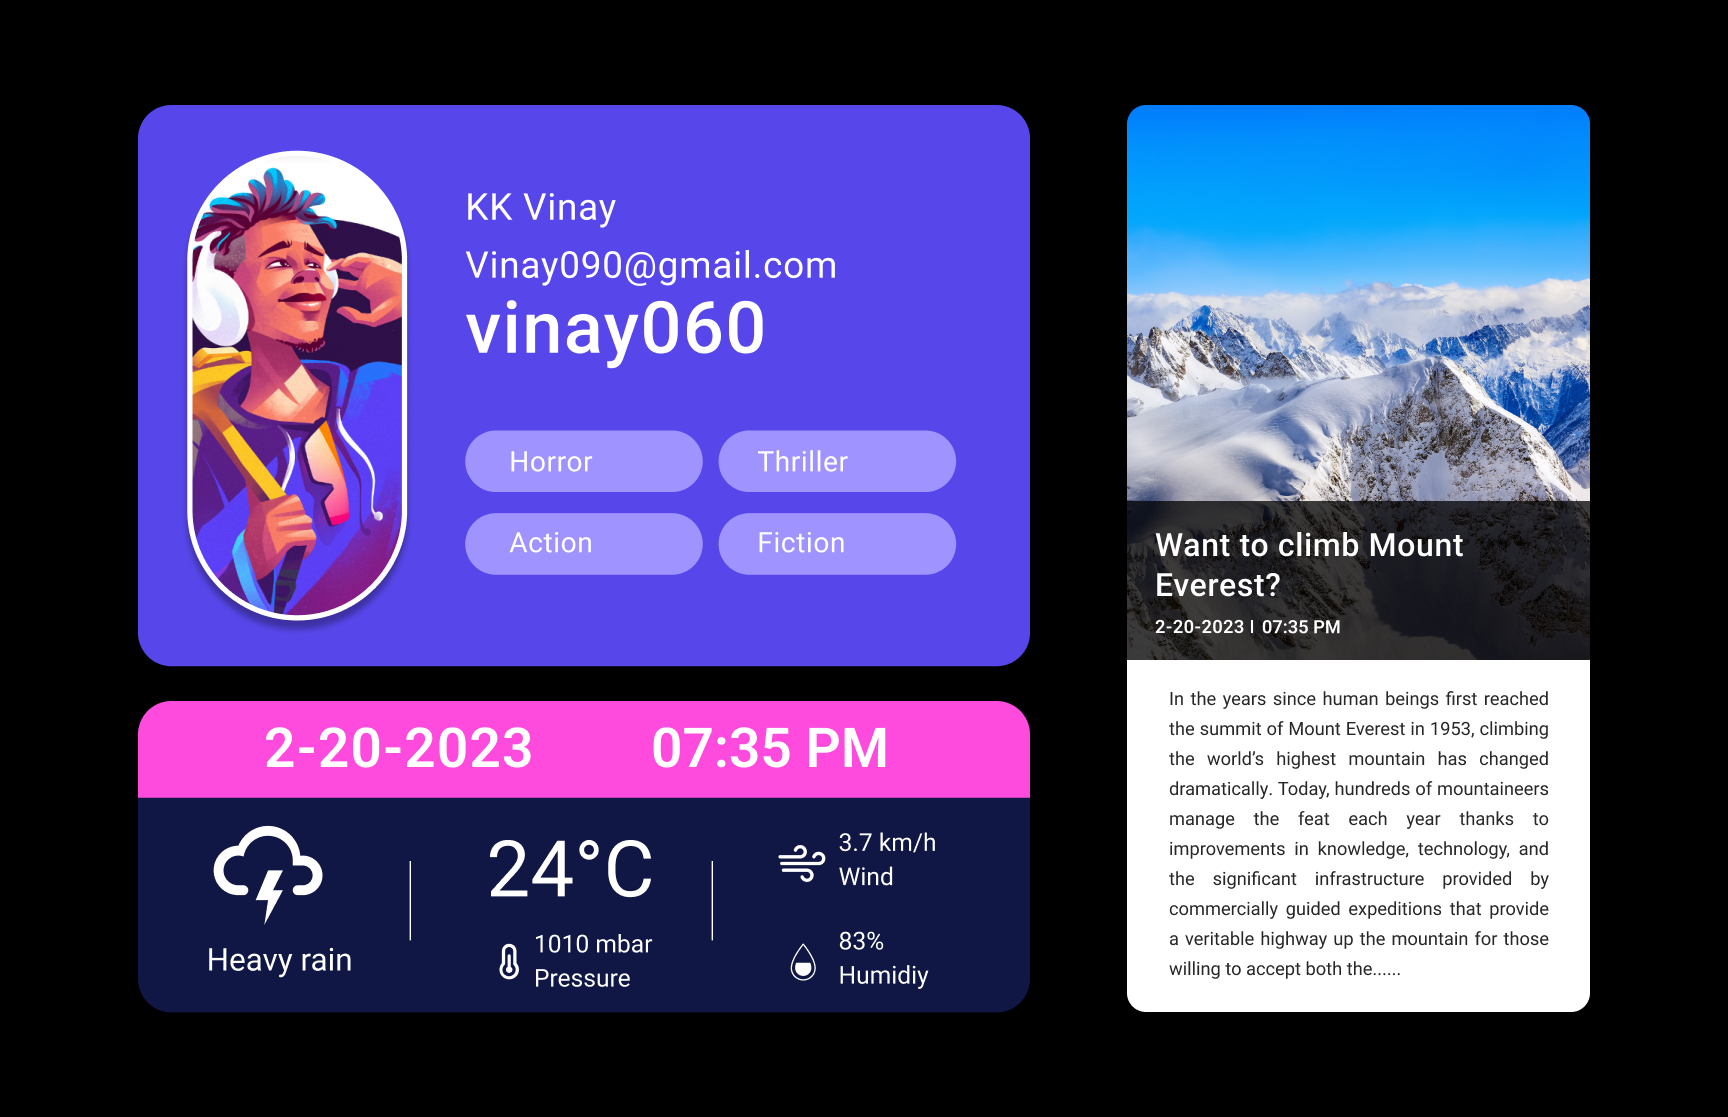 KK Vinay
Vinay090@gmail.com
vinay060
Horror
Thriller
Action
Fiction
2-20-2023
07:35 PM
Heavy rain
24°C
1010 mbar
Pressure
3.7 km/h
Wind
83%
Humidiy
Want to climb Mount
Everest?
2-20-2023 | 07:35 PM
In the years since human beings first reached
the summit of Mount Everest in 1953, climbing
the world’s highest mountain has changed
dramatically. Today, hundreds of mountaineers
manage the feat each year thanks to
improvements in knowledge, technology, and
the significant infrastructure provided by
commercially guided expeditions that provide
a veritable highway up the mountain for those
willing to accept both the......